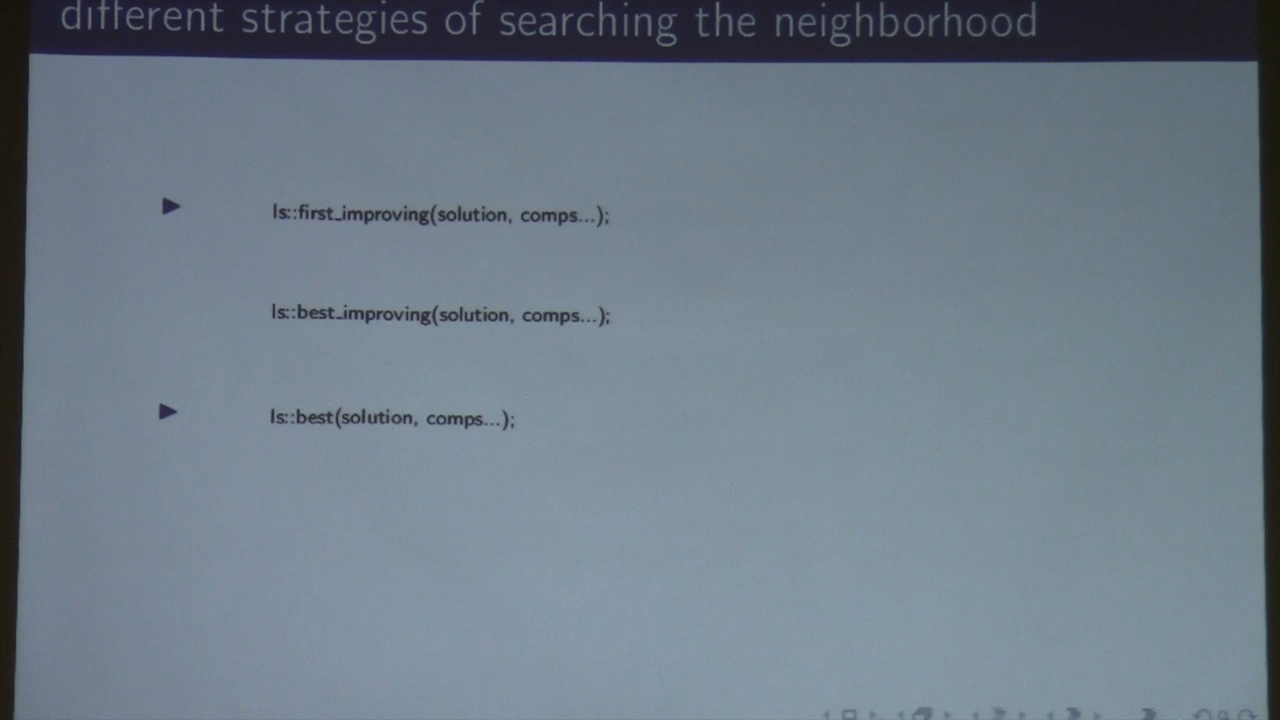 different strategies of searching the neighborhood
ls::first_improving(solution, comps...);
ls::best_improving(solution, comps...);
ls::best(solution, comps...);